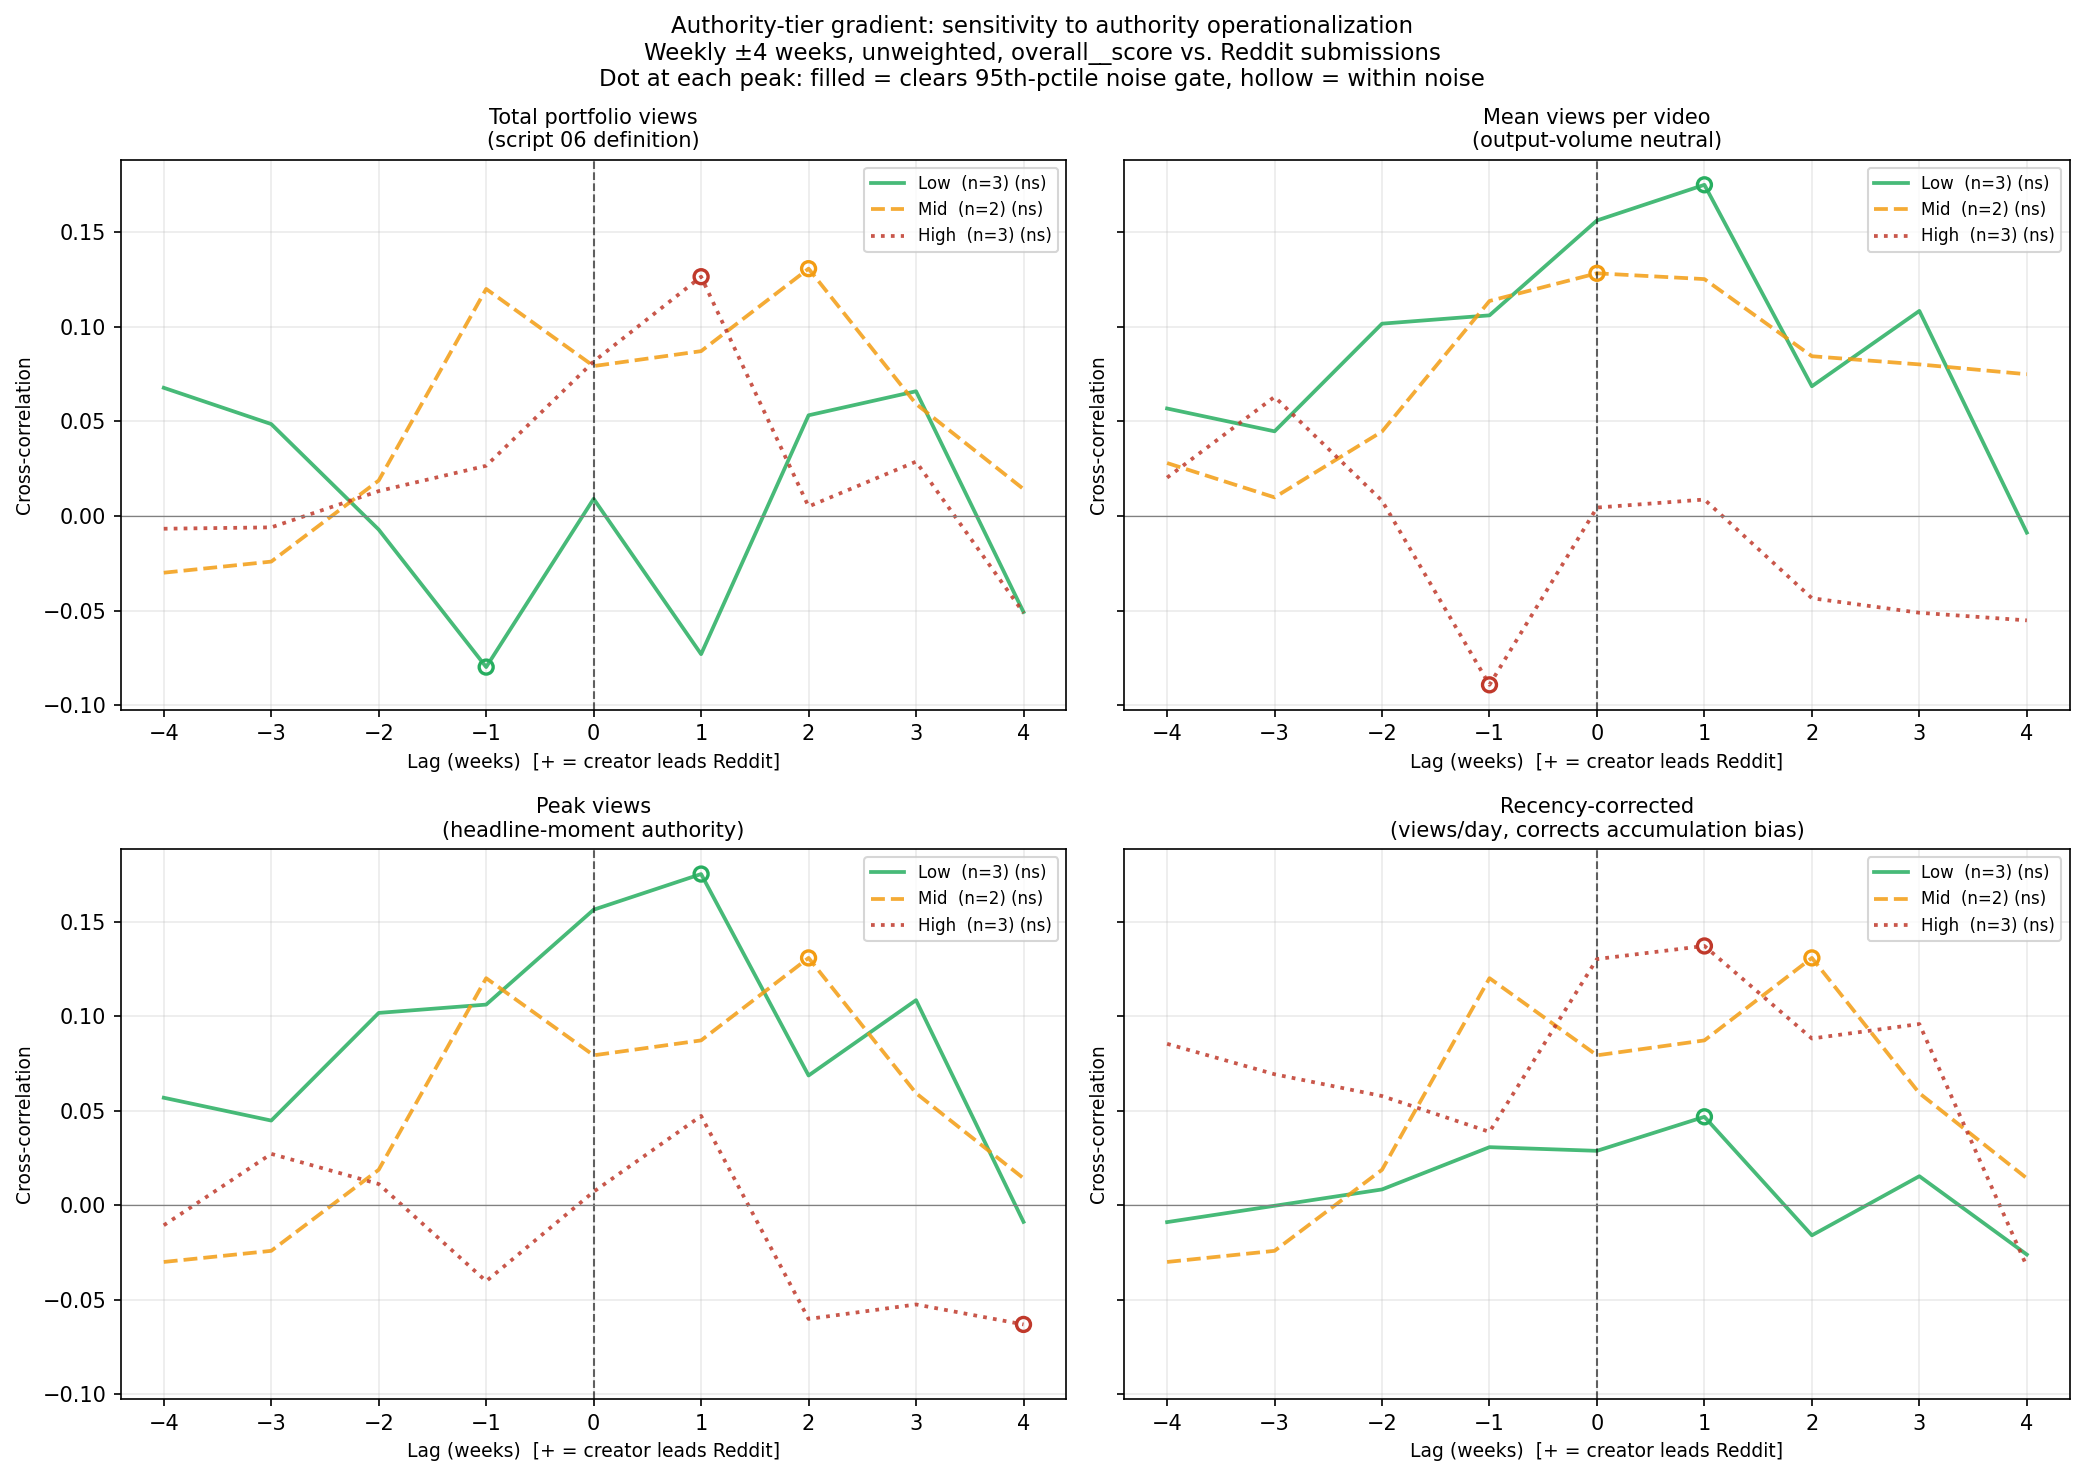 Authority-tier gradient: sensitivity to authority operationalization
Weekly ±4 weeks, unweighted, overall__score vs. Reddit submissions
Dot at each peak: filled = clears 95th-pctile noise gate, hollow = within noise
Total portfolio views
(script 06 definition)
Low (n=3) (ns)
Mid (n=2) (ns)
High (n=3) (ns)
Cross-correlation
0.15
0.10
0.05
0.00
−0.05
−0.10
−4 −3 −2 −1 0 1 2 3 4
Lag (weeks) [+ = creator leads Reddit]
Mean views per video
(output-volume neutral)
Low (n=3) (ns)
Mid (n=2) (ns)
High (n=3) (ns)
Cross-correlation
−4 −3 −2 −1 0 1 2 3 4
Lag (weeks) [+ = creator leads Reddit]
Peak views
(headline-moment authority)
Low (n=3) (ns)
Mid (n=2) (ns)
High (n=3) (ns)
Cross-correlation
0.15
0.10
0.05
0.00
−0.05
−0.10
−4 −3 −2 −1 0 1 2 3 4
Lag (weeks) [+ = creator leads Reddit]
Recency-corrected
(views/day, corrects accumulation bias)
Low (n=3) (ns)
Mid (n=2) (ns)
High (n=3) (ns)
Cross-correlation
−4 −3 −2 −1 0 1 2 3 4
Lag (weeks) [+ = creator leads Reddit]